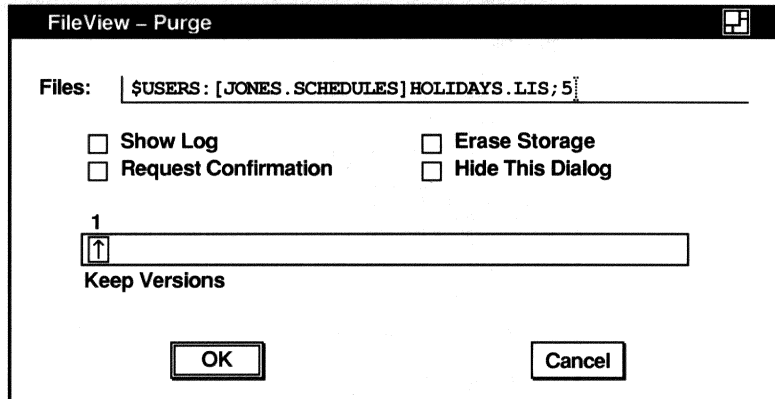 FileView – Purge
Files: $USERS:[JONES.SCHEDULES]HOLIDAYS.LIS;5
Show Log Erase Storage
Request Confirmation Hide This Dialog
1
↑
Keep Versions
OK Cancel